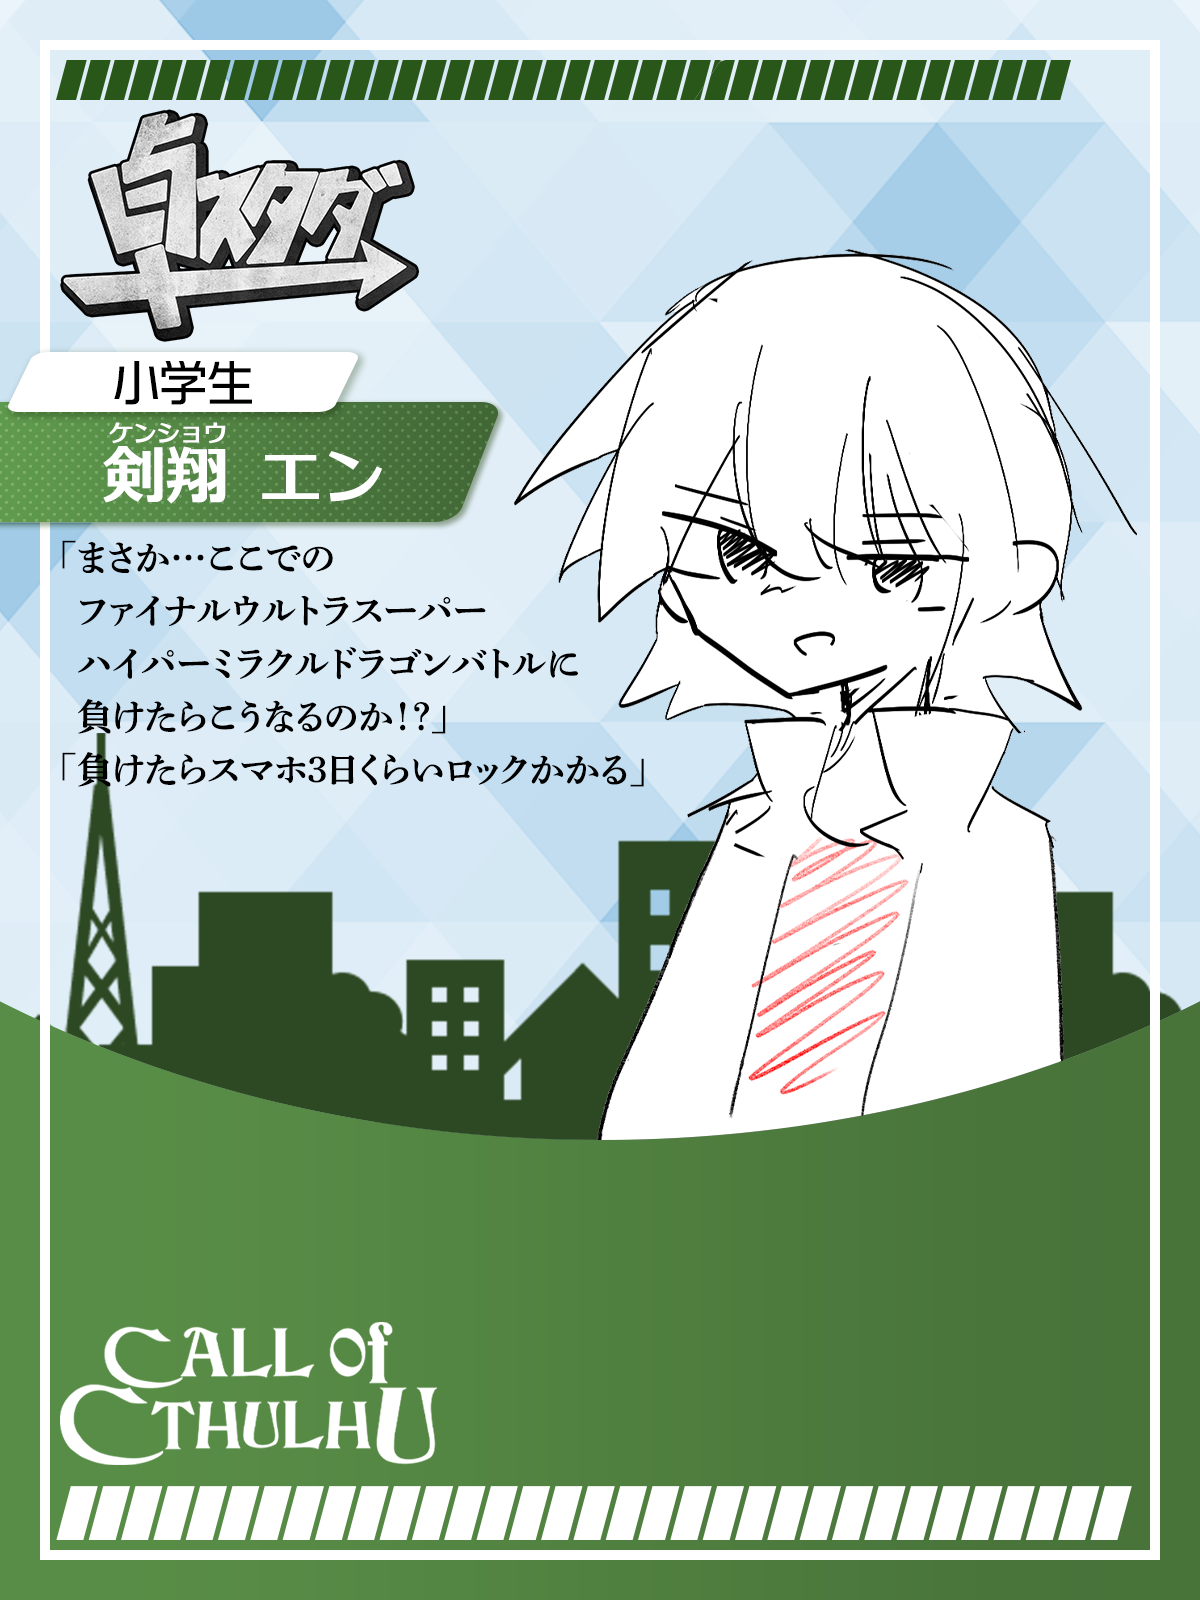 卓スタダ
小学生
ケンショウ
剣翔 エン
「まさか…ここでの
ファイナルウルトラスーパー
ハイパーミラクルドラゴンバトルに
負けたらこうなるのか!?」
「負けたらスマホ3日くらいロックかかる」
CALL Of
CTHULHU